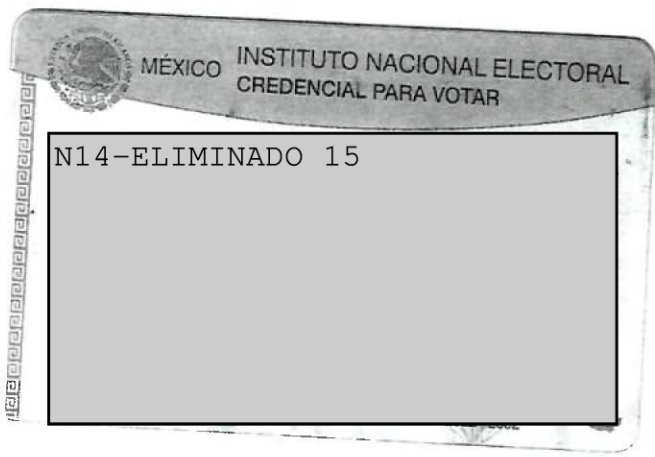 MÉXICO INSTITUTO NACIONAL ELECTORAL
CREDENCIAL PARA VOTAR
N14-ELIMINADO 15